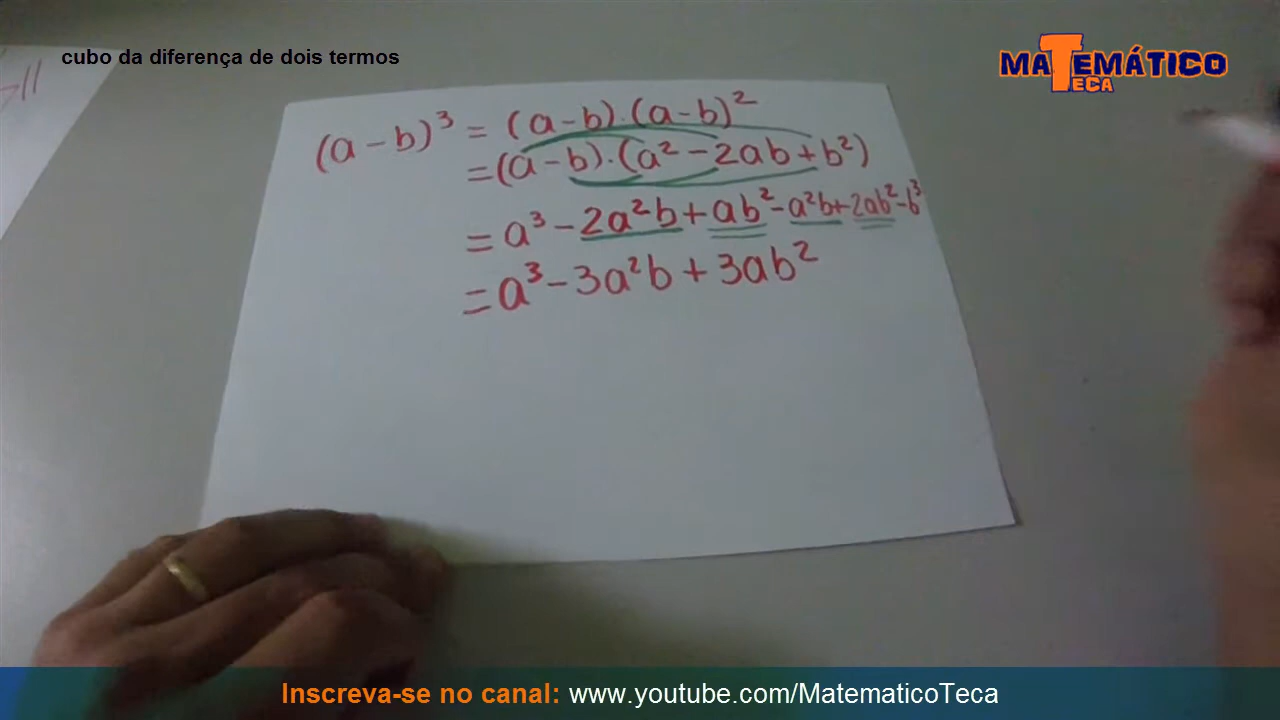 cubo da diferença de dois termos
MATEMÁTICO
TECA
(a-b)³ = (a-b).(a-b)²
=(a-b).(a²-2ab+b²)
= a³-2a²b+ab²-a²b+2ab²-b³
= a³-3a²b+3ab²
Inscreva-se no canal: www.youtube.com/MatematicoTeca